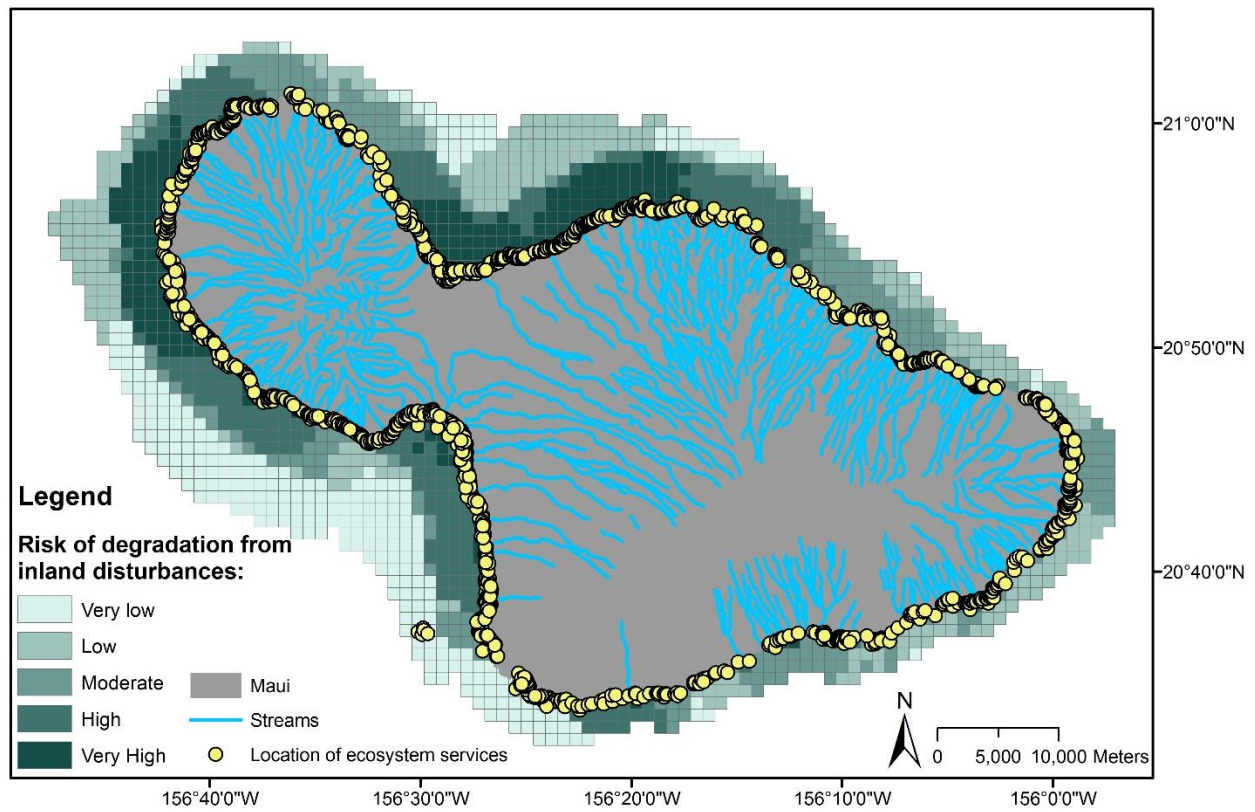 21°0'0"N
20°50'0"N
20°40'0"N
Legend
Risk of degradation from
inland disturbances:
Very low
Low
Moderate
High
Very High
Maui
Streams
Location of ecosystem services
N
0 5,000 10,000 Meters
156°40'0"W 156°30'0"W 156°20'0"W 156°10'0"W 156°0'0"W